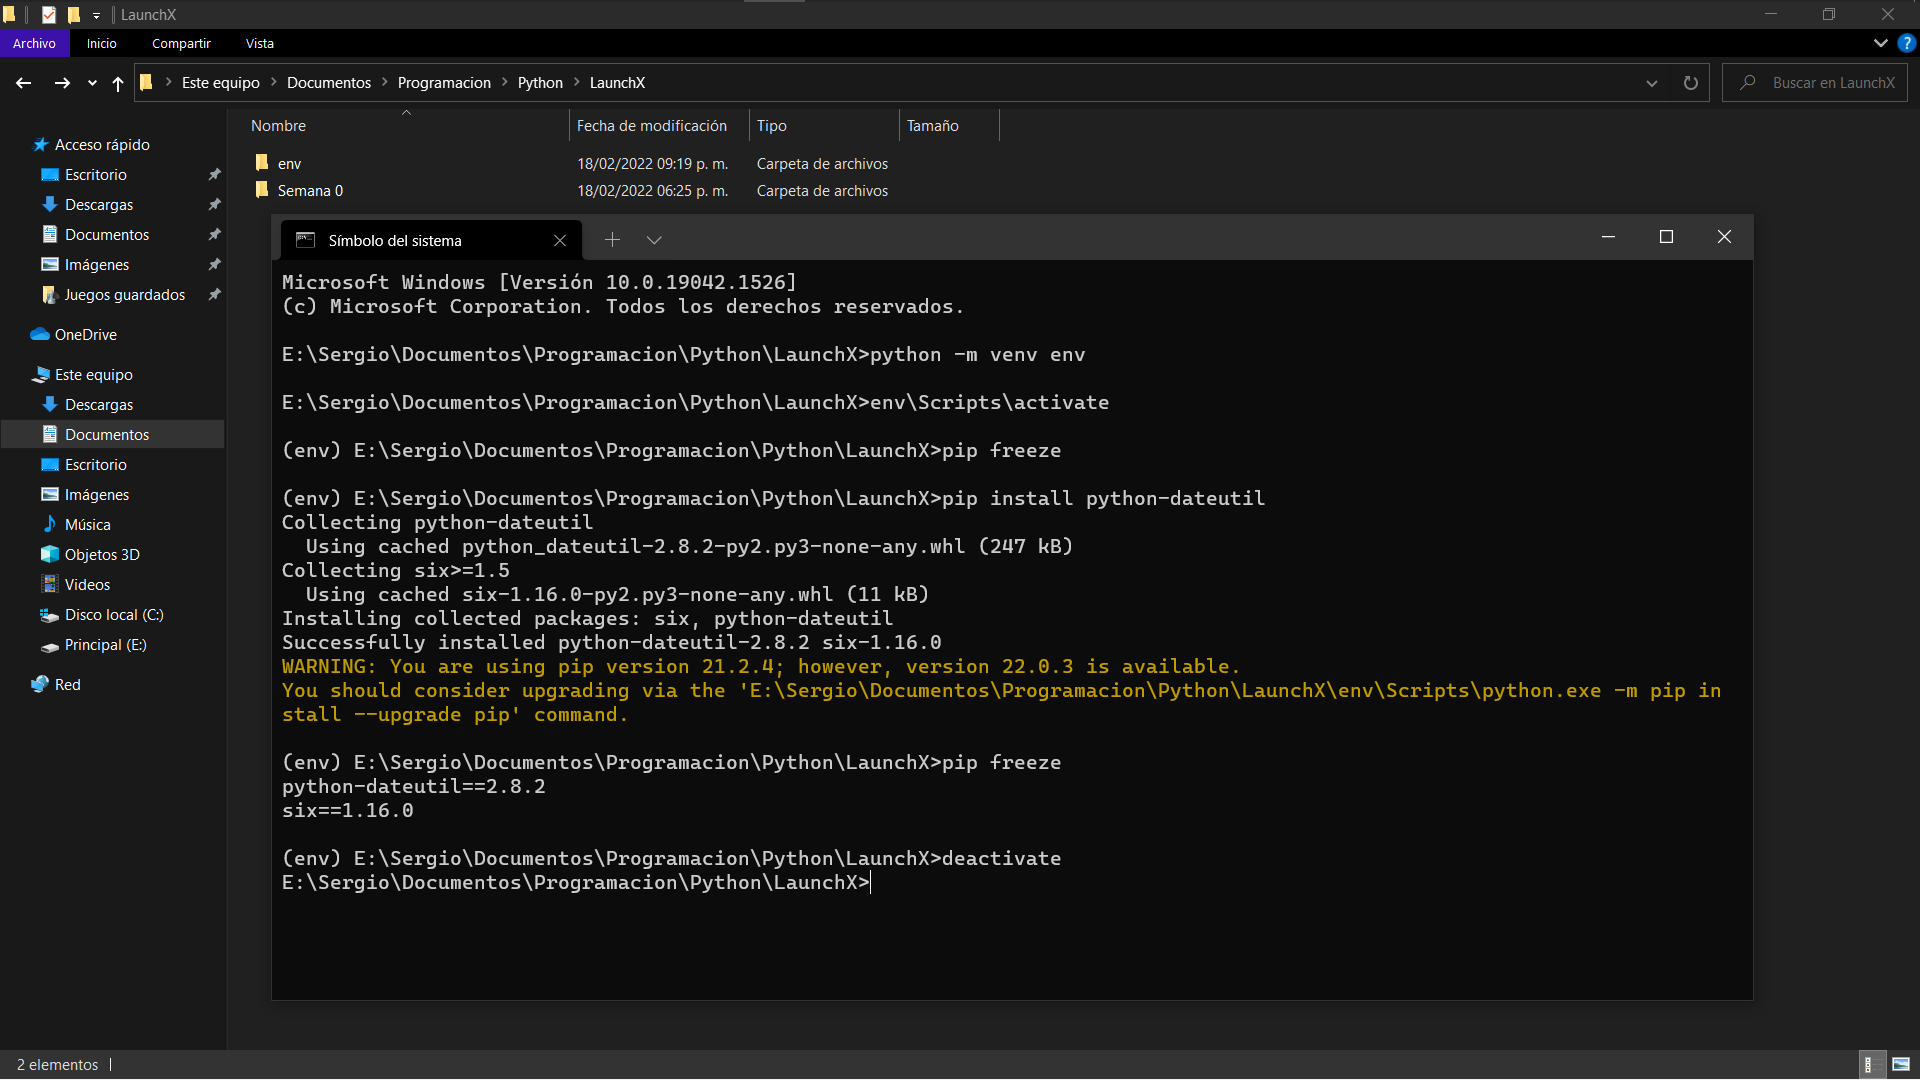 LaunchX
Archivo Inicio Compartir Vista
Este equipo > Documentos > Programacion > Python > LaunchX
Buscar en LaunchX
Nombre Fecha de modificación Tipo Tamaño
env 18/02/2022 09:19 p. m. Carpeta de archivos
Semana 0 18/02/2022 06:25 p. m. Carpeta de archivos
Acceso rápido
Escritorio
Descargas
Documentos
Imágenes
Juegos guardados
OneDrive
Este equipo
Descargas
Documentos
Escritorio
Imágenes
Música
Objetos 3D
Videos
Disco local (C:)
Principal (E:)
Red
Símbolo del sistema
Microsoft Windows [Versión 10.0.19042.1526]
(c) Microsoft Corporation. Todos los derechos reservados.
E:\Sergio\Documentos\Programacion\Python\LaunchX>python -m venv env
E:\Sergio\Documentos\Programacion\Python\LaunchX>env\Scripts\activate
(env) E:\Sergio\Documentos\Programacion\Python\LaunchX>pip freeze
(env) E:\Sergio\Documentos\Programacion\Python\LaunchX>pip install python-dateutil
Collecting python-dateutil
  Using cached python_dateutil-2.8.2-py2.py3-none-any.whl (247 kB)
Collecting six>=1.5
  Using cached six-1.16.0-py2.py3-none-any.whl (11 kB)
Installing collected packages: six, python-dateutil
Successfully installed python-dateutil-2.8.2 six-1.16.0
WARNING: You are using pip version 21.2.4; however, version 22.0.3 is available.
You should consider upgrading via the 'E:\Sergio\Documentos\Programacion\Python\LaunchX\env\Scripts\python.exe -m pip in
stall --upgrade pip' command.
(env) E:\Sergio\Documentos\Programacion\Python\LaunchX>pip freeze
python-dateutil==2.8.2
six==1.16.0
(env) E:\Sergio\Documentos\Programacion\Python\LaunchX>deactivate
E:\Sergio\Documentos\Programacion\Python\LaunchX>
2 elementos